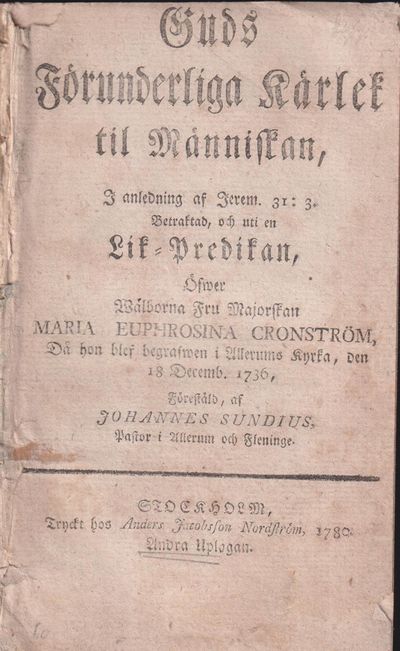 Guds
Förunderliga Kärlek
til Människan,
I anledning af Jerem. 31: 3.
Betraktad, och uti en
Lik-Predikan,
Öfwer
Wälborna Fru Majorskan
MARIA EUPHROSINA CRONSTRÖM,
Då hon blef begrafwen i Allerums Kyrka, den
18 Decemb. 1736,
Förestäld, af
JOHANNES SUNDIUS,
Pastor i Allerum och Fleninge.
STOCKHOLM,
Tryckt hos Anders Jacobsson Nordström, 1780.
Andra Uplagan.